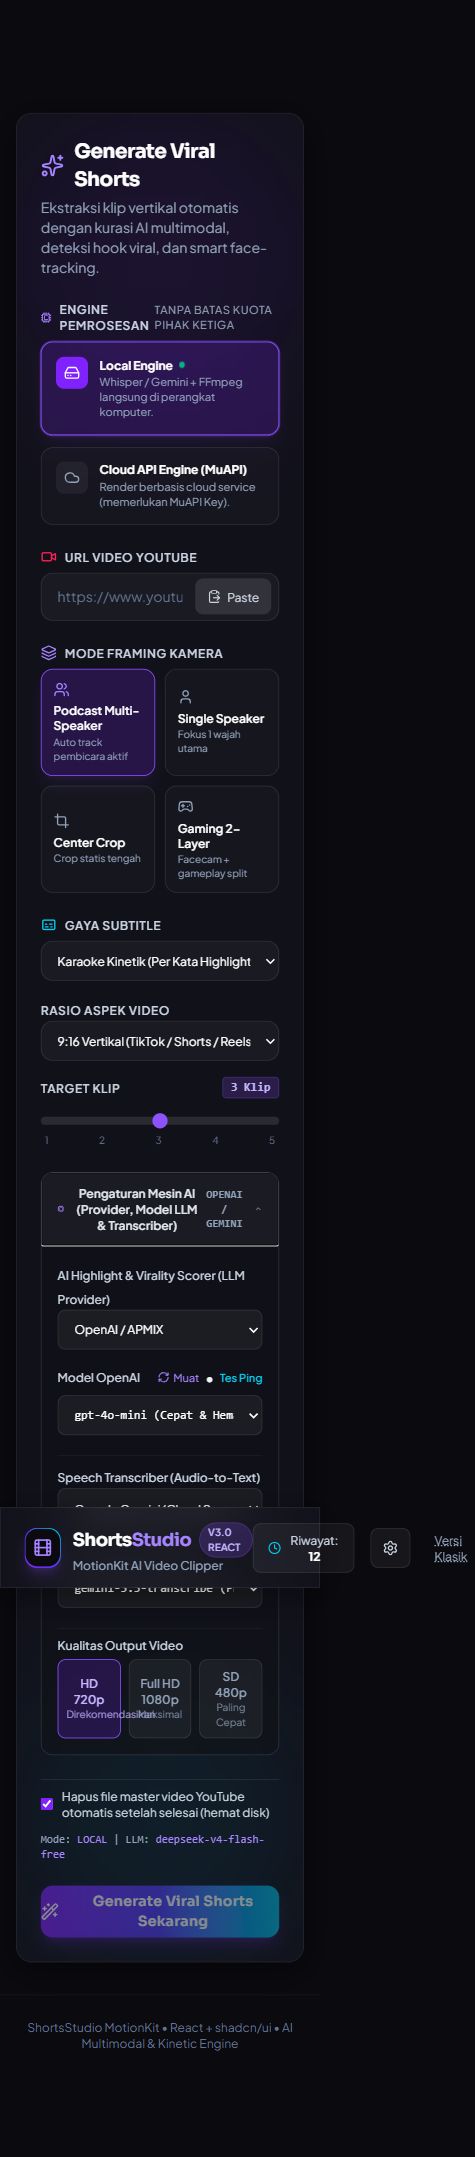 Generate Viral
Shorts
Ekstraksi klip vertikal otomatis
dengan kurasi AI multimodal,
deteksi hook viral, dan smart face-
tracking.
ENGINE
PEMROSESAN
TANPA BATAS KUOTA
PIHAK KETIGA
Local Engine
Whisper / Gemini + FFmpeg
langsung di perangkat
komputer.
Cloud API Engine (MuAPI)
Render berbasis cloud service
(memerlukan MuAPI Key).
URL VIDEO YOUTUBE
https://www.youtu
Paste
MODE FRAMING KAMERA
Podcast Multi-
Speaker
Auto track
pembicara aktif
Single Speaker
Fokus 1 wajah
utama
Center Crop
Crop statis tengah
Gaming 2-
Layer
Facecam +
gameplay split
GAYA SUBTITLE
Karaoke Kinetik (Per Kata Highlight
RASIO ASPEK VIDEO
9:16 Vertikal (TikTok / Shorts / Reels
TARGET KLIP
3 Klip
1 2 3 4 5
Pengaturan Mesin AI
(Provider, Model LLM
& Transcriber)
OPENAI
/
GEMINI
AI Highlight & Virality Scorer (LLM
Provider)
OpenAI / APMIX
Model OpenAI
Muat
Tes Ping
gpt-4o-mini (Cepat & Hem
Speech Transcriber (Audio-to-Text)
ShortsStudio
V3.0
REACT
MotionKit AI Video Clipper
Riwayat:
12
Versi
Klasik
Kualitas Output Video
HD
720p
Direkomendasikan
Full HD
1080p
Maksimal
SD
480p
Paling
Cepat
Hapus file master video YouTube
otomatis setelah selesai (hemat disk)
Mode: LOCAL | LLM: deepseek-v4-flash-
free
Generate Viral Shorts
Sekarang
ShortsStudio MotionKit • React + shadcn/ui • AI
Multimodal & Kinetic Engine